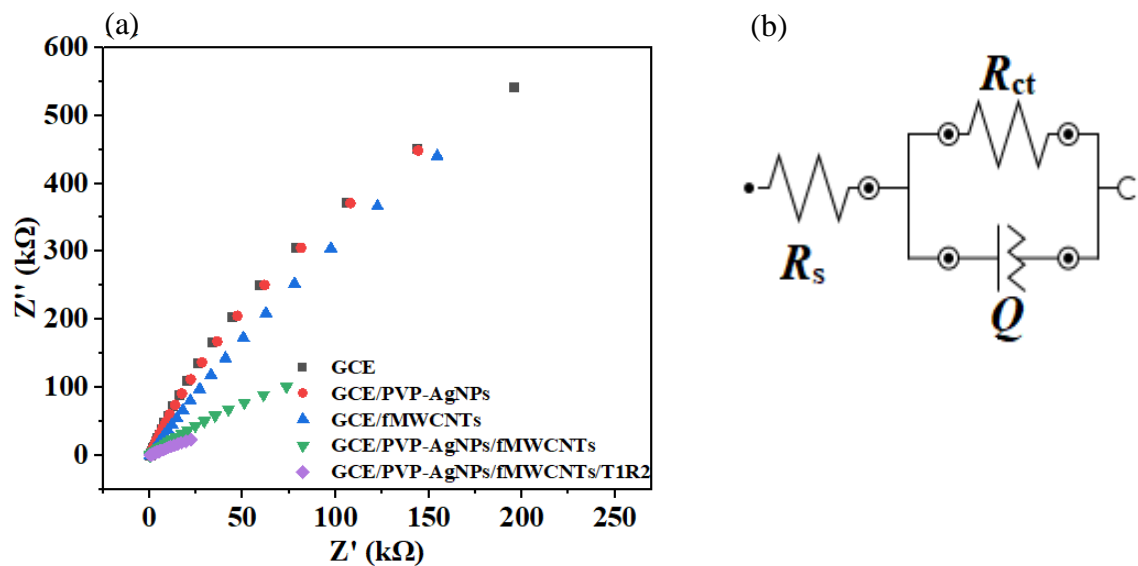 (a)
600
500
400
300
200
100
0
Z'' (kΩ)
0 50 100 150 200 250
Z' (kΩ)
GCE
GCE/PVP-AgNPs
GCE/fMWCNTs
GCE/PVP-AgNPs/fMWCNTs
GCE/PVP-AgNPs/fMWCNTs/T1R2
(b)
Rct
Rs
Q